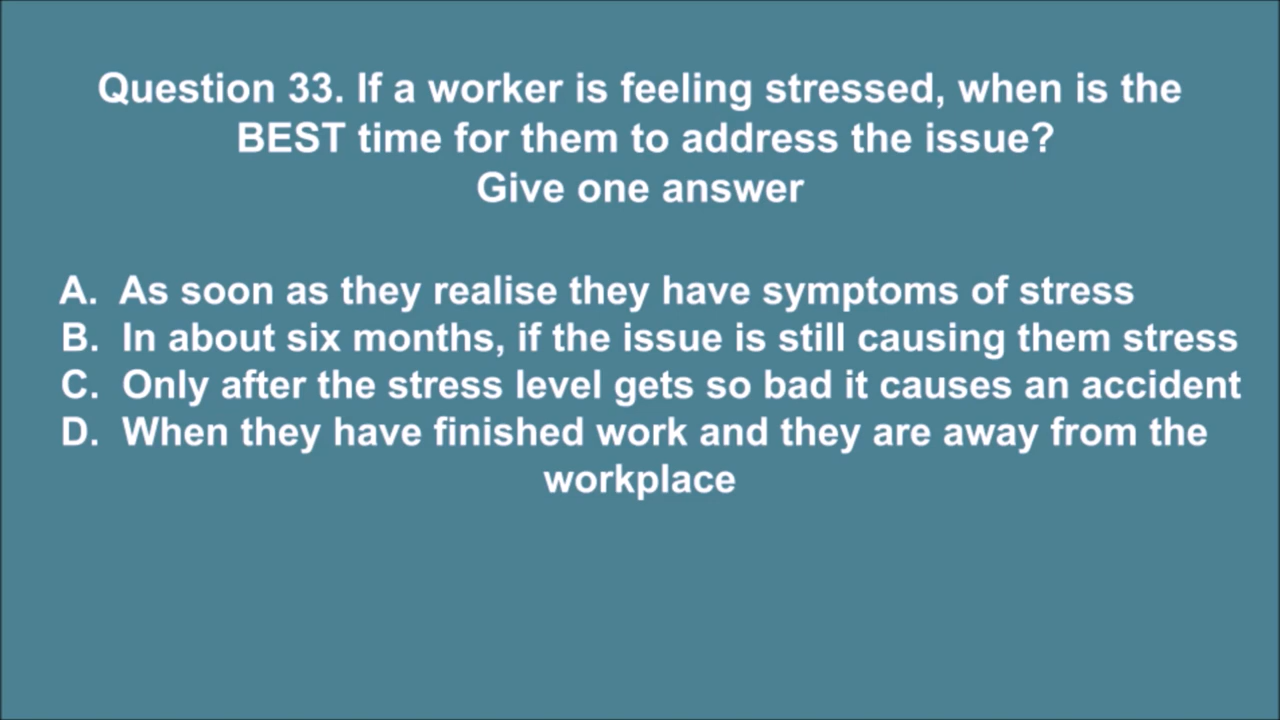 Question 33. If a worker is feeling stressed, when is the
BEST time for them to address the issue?
Give one answer
A. As soon as they realise they have symptoms of stress
B. In about six months, if the issue is still causing them stress
C. Only after the stress level gets so bad it causes an accident
D. When they have finished work and they are away from the
workplace